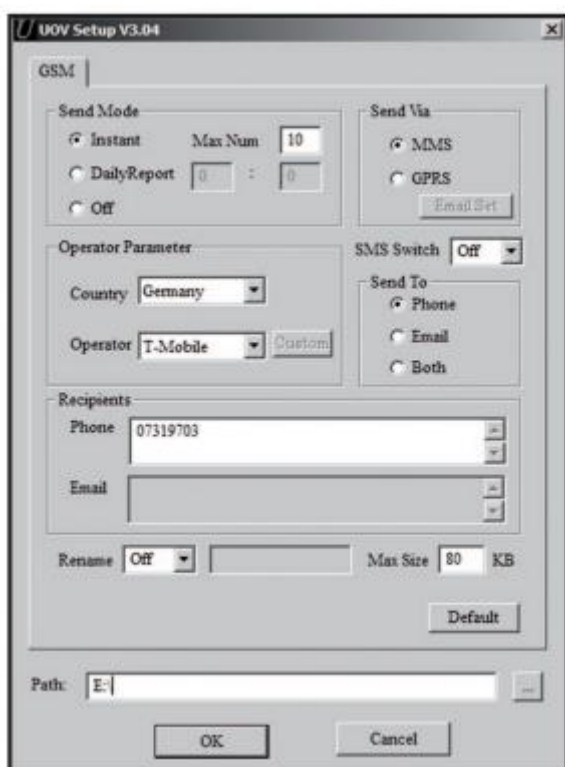 UOV Setup V3.04
GSM
Send Mode
Instant Max Num 10
DailyReport 0 : 0
Off
Send Via
MMS
GPRS
Email Set
Operator Parameter
Country Germany
Operator T-Mobile Custom
SMS Switch Off
Send To
Phone
Email
Both
Recipients
Phone 07319703
Email
Rename Off Max Size 80 KB
Default
Path: E:\ ...
OK Cancel